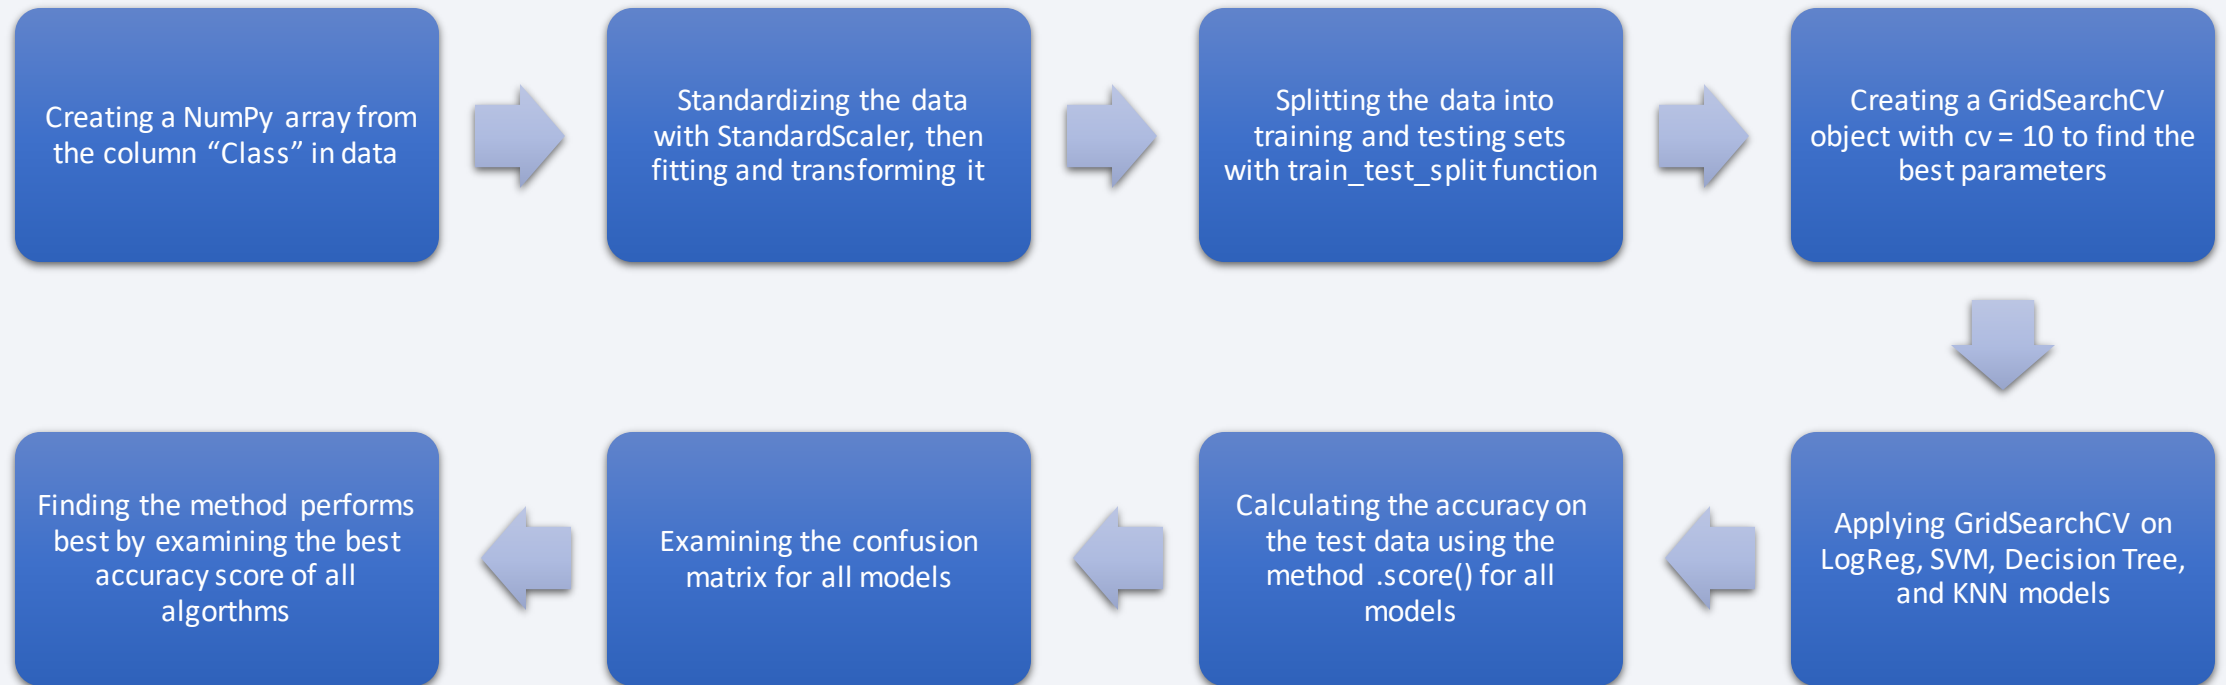 Creating a NumPy array from
the column “Class” in data
Standardizing the data
with StandardScaler, then
fitting and transforming it
Splitting the data into
training and testing sets
with train_test_split function
Creating a GridSearchCV
object with cv = 10 to find the
best parameters
Applying GridSearchCV on
LogReg, SVM, Decision Tree,
and KNN models
Calculating the accuracy on
the test data using the
method .score() for all
models
Examining the confusion
matrix for all models
Finding the method performs
best by examining the best
accuracy score of all
algorthms